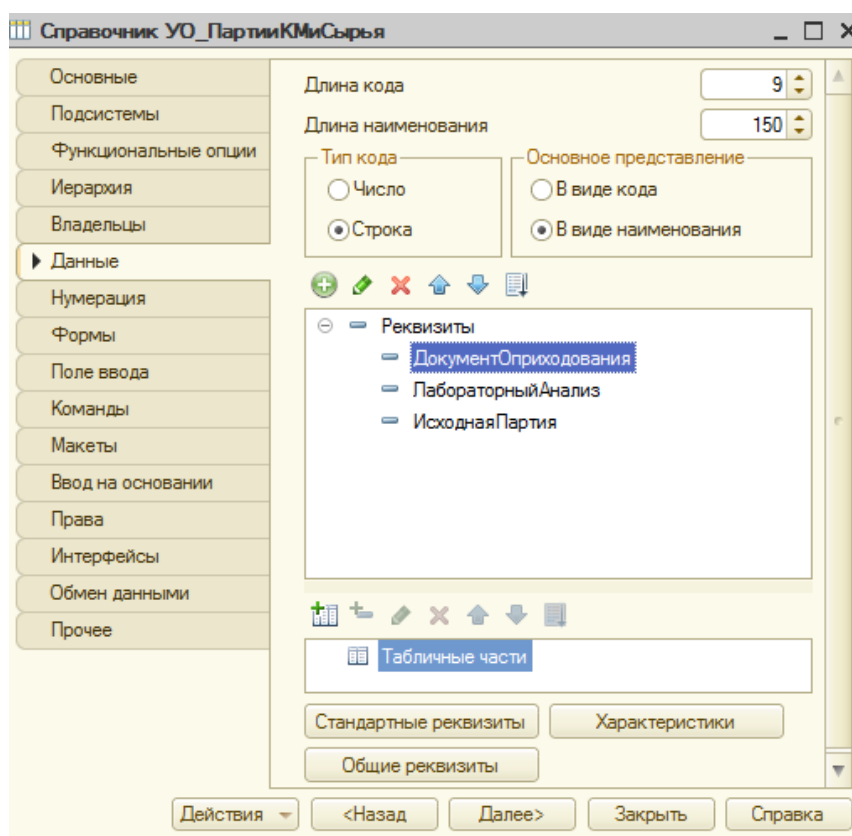 Справочник УО_ПартииКМиСырья
Основные
Подсистемы
Функциональные опции
Иерархия
Владельцы
Данные
Нумерация
Формы
Поле ввода
Команды
Макеты
Ввод на основании
Права
Интерфейсы
Обмен данными
Прочее
Длина кода 9
Длина наименования 150
Тип кода Основное представление
Число В виде кода
Строка В виде наименования
Реквизиты
ДокументОприходования
ЛабораторныйАнализ
ИсходнаяПартия
Табличные части
Стандартные реквизиты Характеристики
Общие реквизиты
Действия <Назад Далее> Закрыть Справка